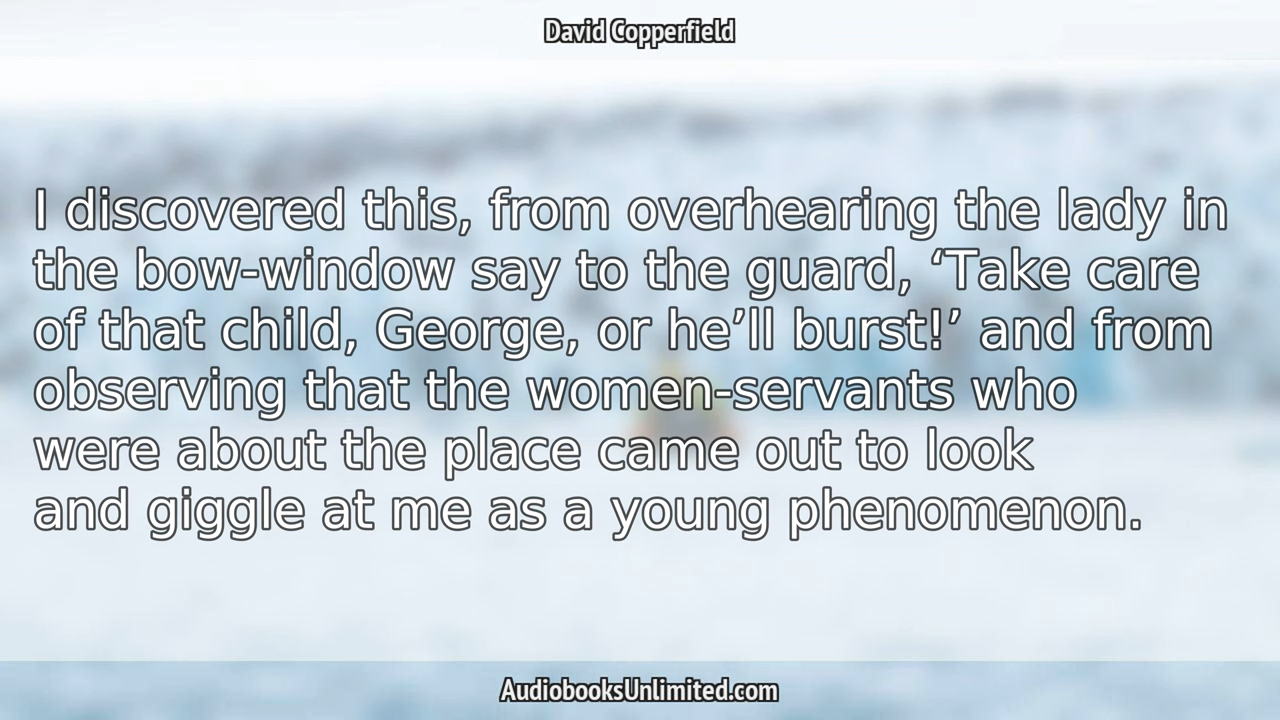 David Copperfield
I discovered this, from overhearing the lady in
the bow-window say to the guard, ‘Take care
of that child, George, or he’ll burst!’ and from
observing that the women-servants who
were about the place came out to look
and giggle at me as a young phenomenon.
AudiobooksUnlimited.com